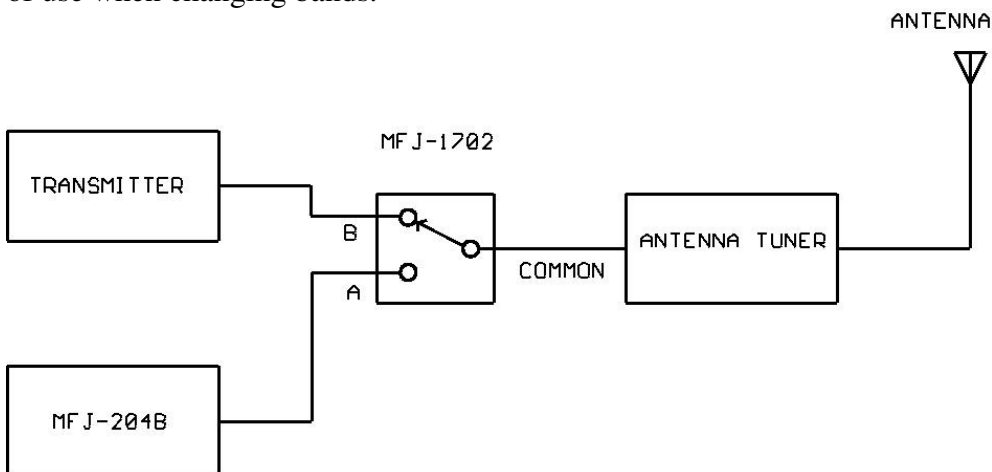 of use when changing bands.
ANTENNA
MFJ-1702
TRANSMITTER
B
ANTENNA TUNER
COMMON
A
MFJ-204B